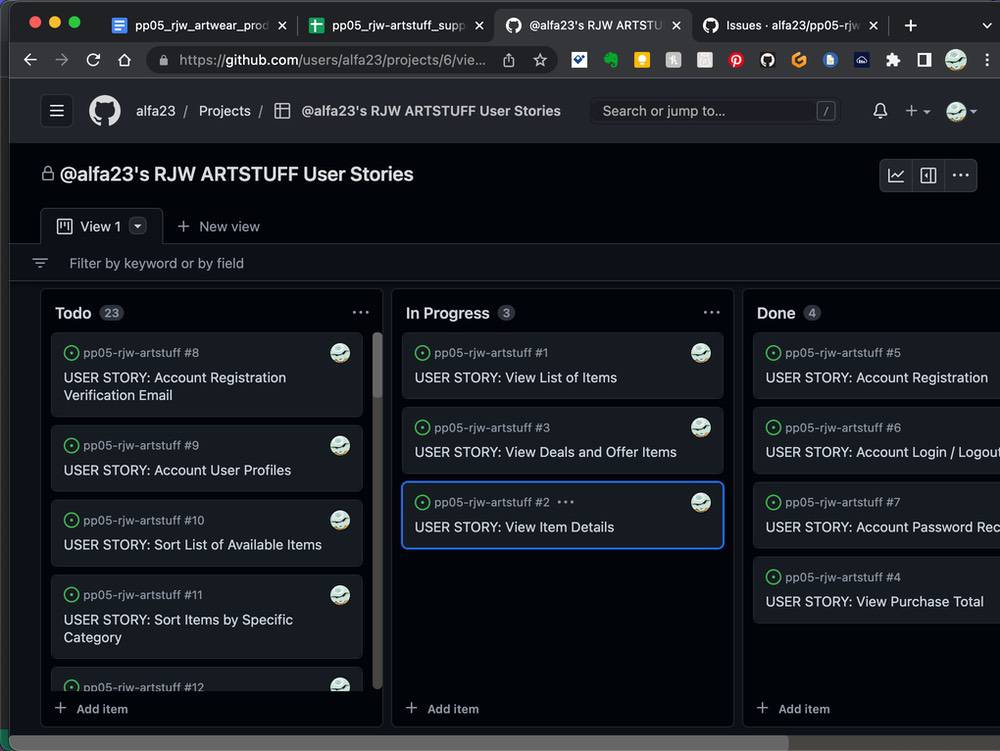 pp05_rjw_artwear_prod
pp05_rjw-artstuff_supp
@alfa23's RJW ARTSTU
Issues · alfa23/pp05-rjw
https://github.com/users/alfa23/projects/6/vie...
alfa23 / Projects / @alfa23's RJW ARTSTUFF User Stories
Search or jump to... /
@alfa23's RJW ARTSTUFF User Stories
View 1
New view
Filter by keyword or by field
Todo 23
pp05-rjw-artstuff #8
USER STORY: Account Registration
Verification Email
pp05-rjw-artstuff #9
USER STORY: Account User Profiles
pp05-rjw-artstuff #10
USER STORY: Sort List of Available Items
pp05-rjw-artstuff #11
USER STORY: Sort Items by Specific
Category
pp05-rjw-artstuff #12
Add item
In Progress 3
pp05-rjw-artstuff #1
USER STORY: View List of Items
pp05-rjw-artstuff #3
USER STORY: View Deals and Offer Items
pp05-rjw-artstuff #2
USER STORY: View Item Details
Add item
Done 4
pp05-rjw-artstuff #5
USER STORY: Account Registration
pp05-rjw-artstuff #6
USER STORY: Account Login / Logout
pp05-rjw-artstuff #7
USER STORY: Account Password Rec
pp05-rjw-artstuff #4
USER STORY: View Purchase Total
Add item